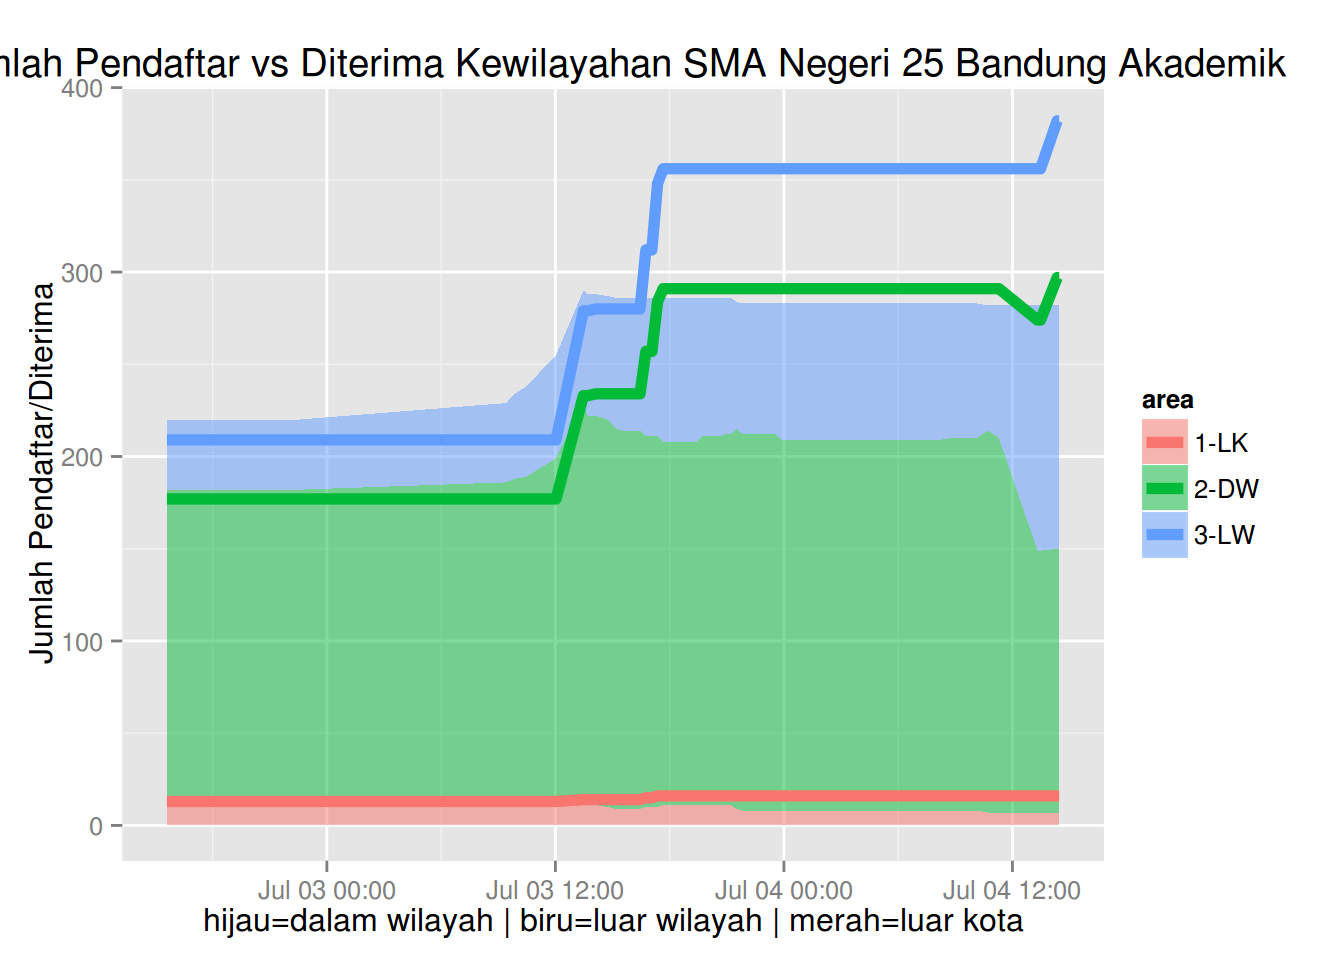 Pendaftar vs Diterima Kewilayahan SMA Negeri 25 Bandung Akademik
Jumlah Pendaftar/Diterima
400
300
200
100
0
Jul 03 00:00 Jul 03 12:00 Jul 04 00:00 Jul 04 12:00
hijau=dalam wilayah | biru=luar wilayah | merah=luar kota
area
1-LK
2-DW
3-LW